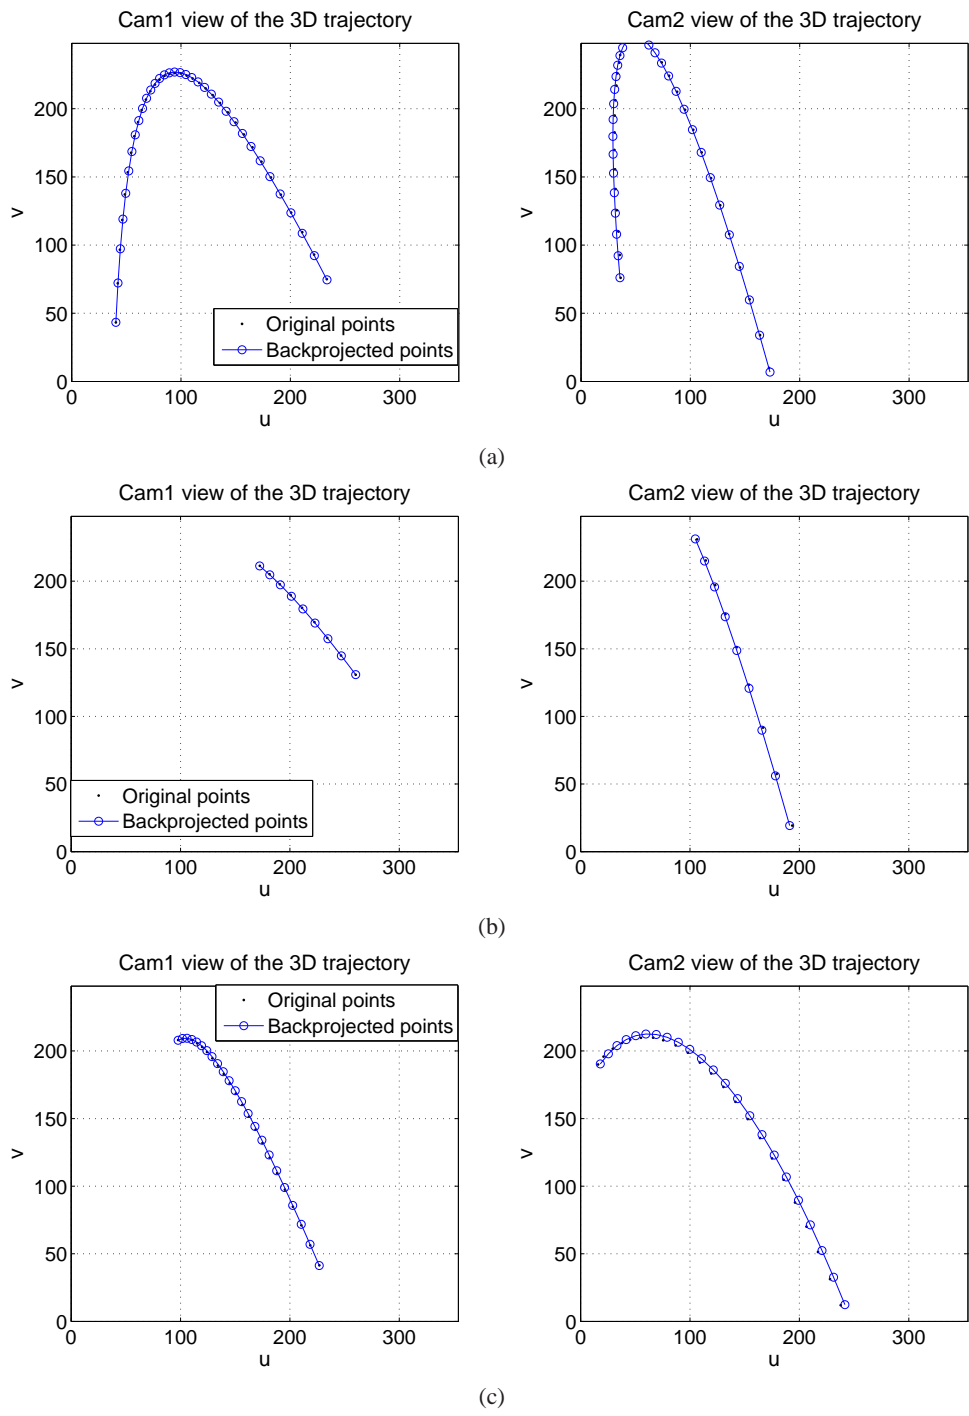 Cam1 view of the 3D trajectory
Cam2 view of the 3D trajectory
200
150
100
50
0
v
0 100 200 300
u
Original points
Backprojected points
200
150
100
50
0
v
0 100 200 300
u
(a)
Cam1 view of the 3D trajectory
Cam2 view of the 3D trajectory
200
150
100
50
0
v
0 100 200 300
u
Original points
Backprojected points
200
150
100
50
0
v
0 100 200 300
u
(b)
Cam1 view of the 3D trajectory
Cam2 view of the 3D trajectory
Original points
Backprojected points
200
150
100
50
0
v
0 100 200 300
u
200
150
100
50
0
v
0 100 200 300
u
(c)